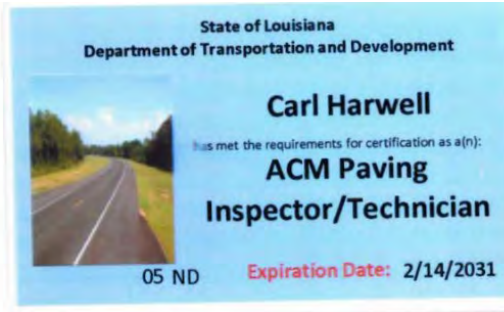 State of Louisiana
Department of Transportation and Development
Carl Harwell
has met the requirements for certification as a(n):
ACM Paving
Inspector/Technician
05 ND Expiration Date: 2/14/2031